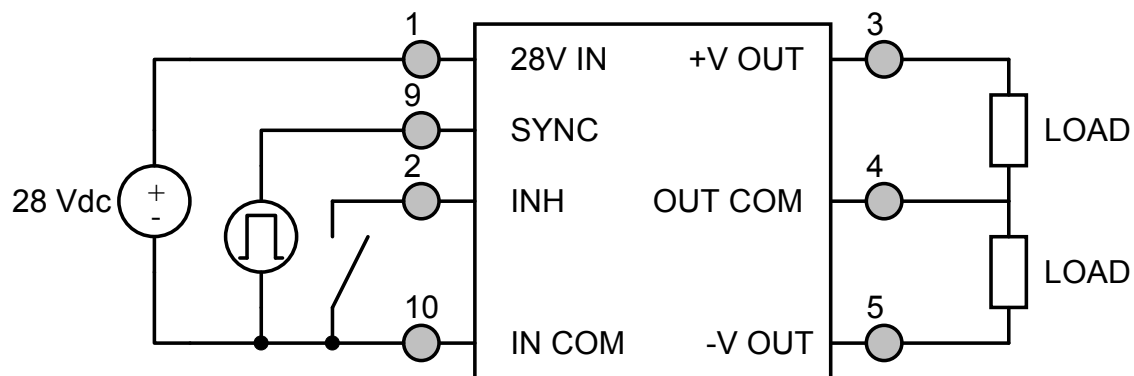 1
3
28V IN
+V OUT
9
SYNC
LOAD
2
4
28 Vdc
+
-
INH
OUT COM
LOAD
10
5
IN COM
-V OUT